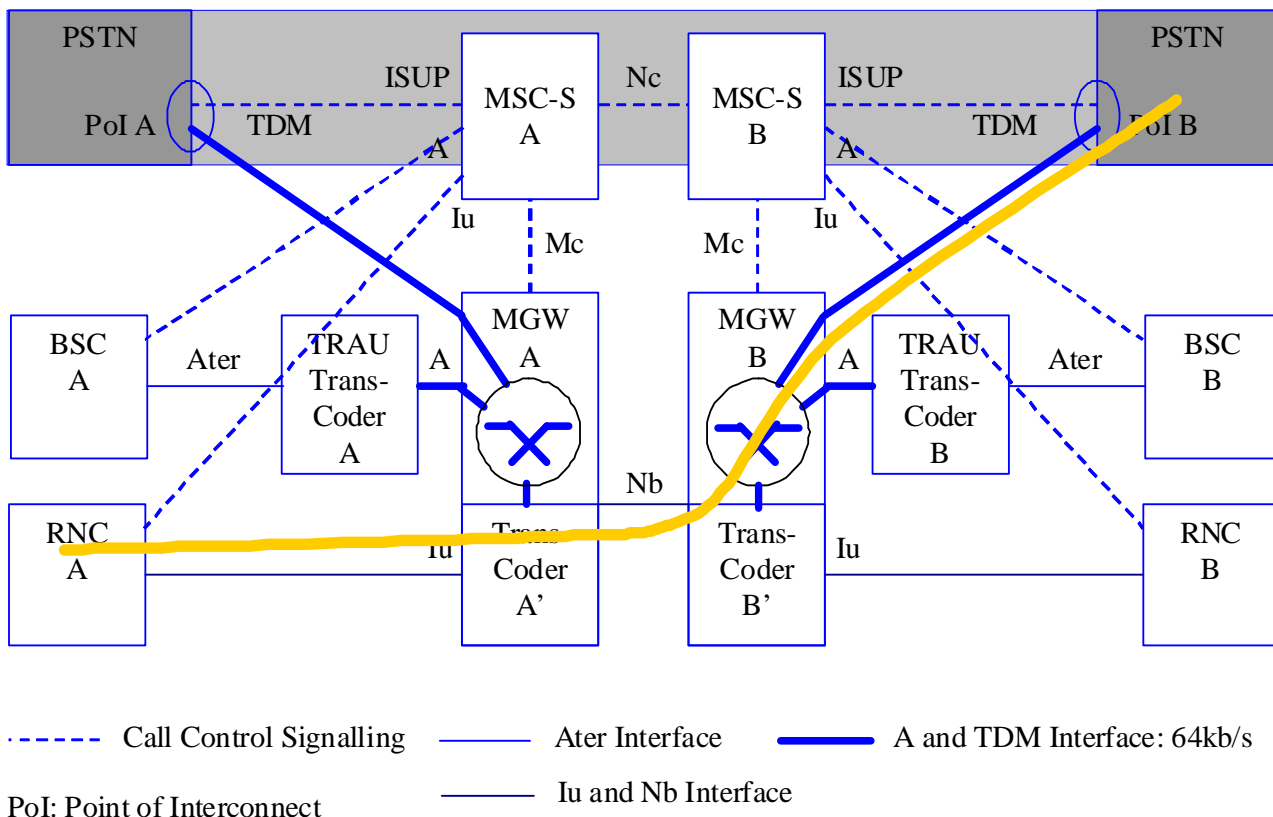 PSTN
PSTN
ISUP
MSC-S
A
Nc
MSC-S
B
ISUP
PoI A
TDM
TDM
PoI B
A
A
Iu
Iu
Mc
Mc
BSC
A
Ater
TRAU
Trans-
Coder
A
A
MGW
A
MGW
B
A
TRAU
Trans-
Coder
B
Ater
BSC
B
Nb
RNC
A
Iu
Trans-
Coder
A'
Trans-
Coder
B'
Iu
RNC
B
Call Control Signalling
Ater Interface
A and TDM Interface: 64kb/s
PoI: Point of Interconnect
Iu and Nb Interface